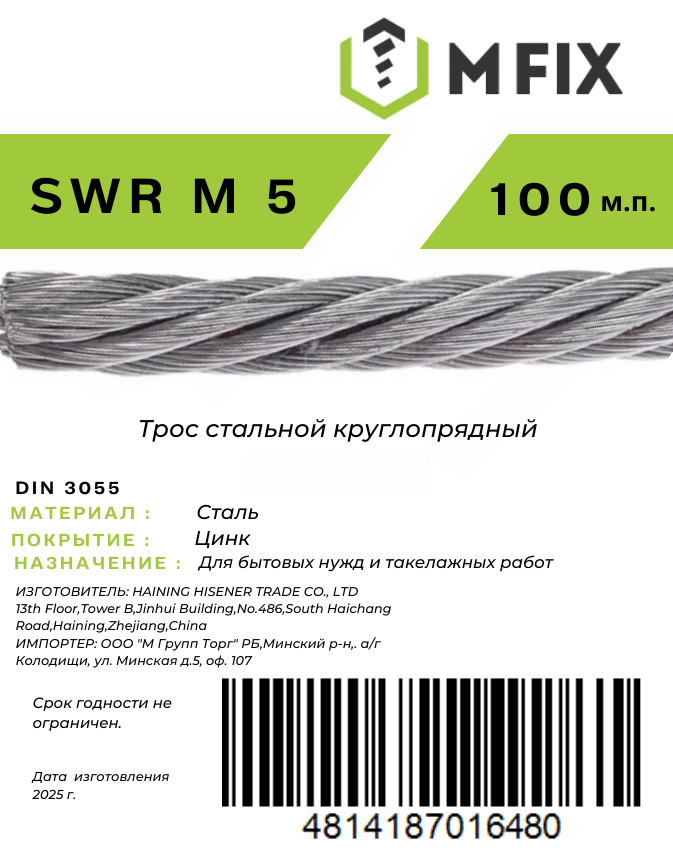 M FIX
SWR M 5
100 м.п.
Трос стальной круглопрядный
DIN 3055
МАТЕРИАЛ : Сталь
ПОКРЫТИЕ : Цинк
НАЗНАЧЕНИЕ : Для бытовых нужд и такелажных работ
ИЗГОТОВИТЕЛЬ: HAINING HISENER TRADE CO., LTD
13th Floor,Tower B,Jinhui Building,No.486,South Haichang
Road,Haining,Zhejiang,China
ИМПОРТЕР: ООО "М Групп Торг" РБ,Минский р-н,. а/г
Колодищи, ул. Минская д.5, оф. 107
Срок годности не
ограничен.
Дата изготовления
2025 г.
4814187016480